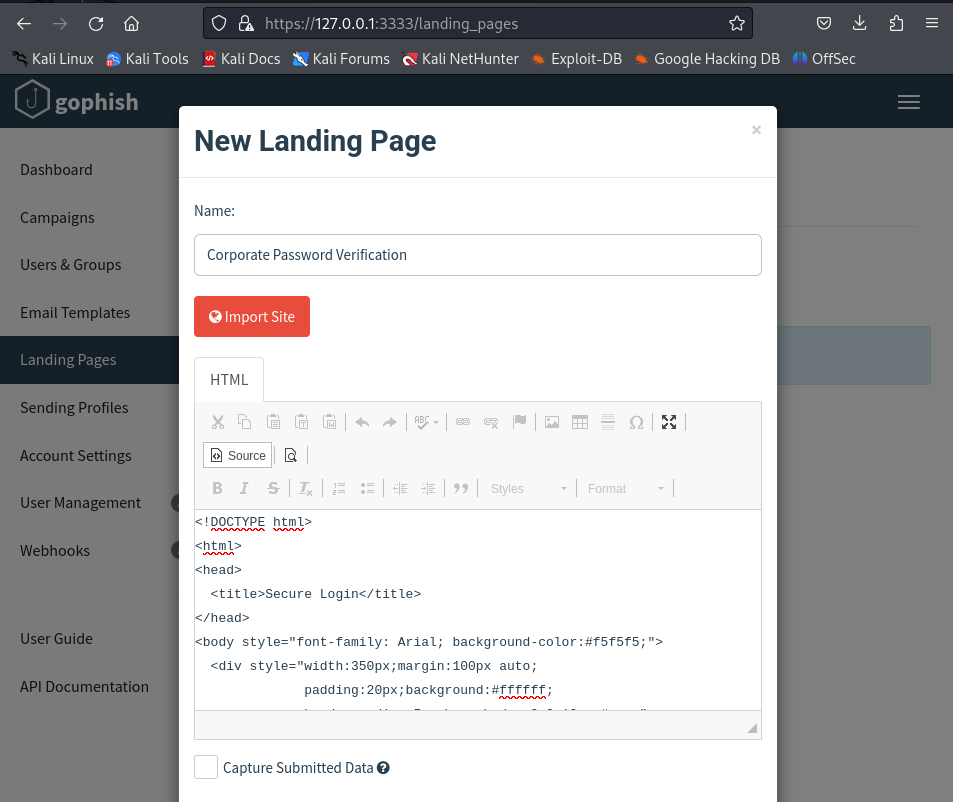 https://127.0.0.1:3333/landing_pages
Kali Linux Kali Tools Kali Docs Kali Forums Kali NetHunter Exploit-DB Google Hacking DB OffSec
gophish
New Landing Page
×
Dashboard
Campaigns
Users & Groups
Email Templates
Landing Pages
Sending Profiles
Account Settings
User Management
Webhooks
User Guide
API Documentation
Name:
Corporate Password Verification
Import Site
HTML
ABC
Ω
Source
B I S Tx
Styles Format
<!DOCTYPE html>
<html>
<head>
  <title>Secure Login</title>
</head>
<body style="font-family: Arial; background-color:#f5f5f5;">
  <div style="width:350px;margin:100px auto;
              padding:20px;background:#ffffff;
Capture Submitted Data